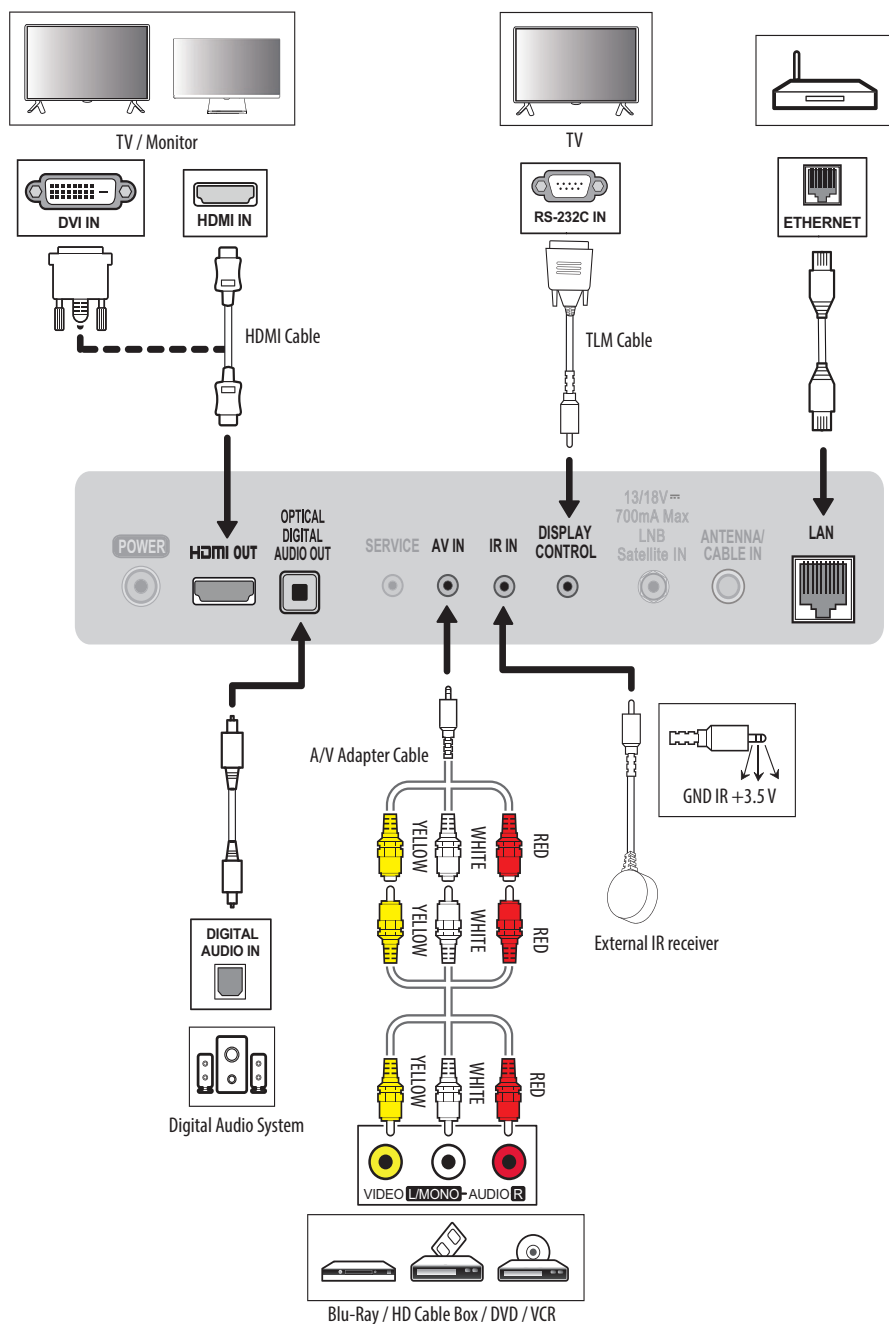 TV / Monitor
TV
DVI IN
HDMI IN
RS-232C IN
ETHERNET
HDMI Cable
TLM Cable
POWER
HDMI OUT
OPTICAL
DIGITAL
AUDIO OUT
SERVICE
AV IN
IR IN
DISPLAY
CONTROL
13/18V⎓
700mA Max
LNB
Satellite IN
ANTENNA/
CABLE IN
LAN
A/V Adapter Cable
GND IR +3.5 V
YELLOW
WHITE
RED
YELLOW
WHITE
RED
External IR receiver
DIGITAL
AUDIO IN
Digital Audio System
YELLOW
WHITE
RED
VIDEO L/MONO-AUDIO R
Blu-Ray / HD Cable Box / DVD / VCR